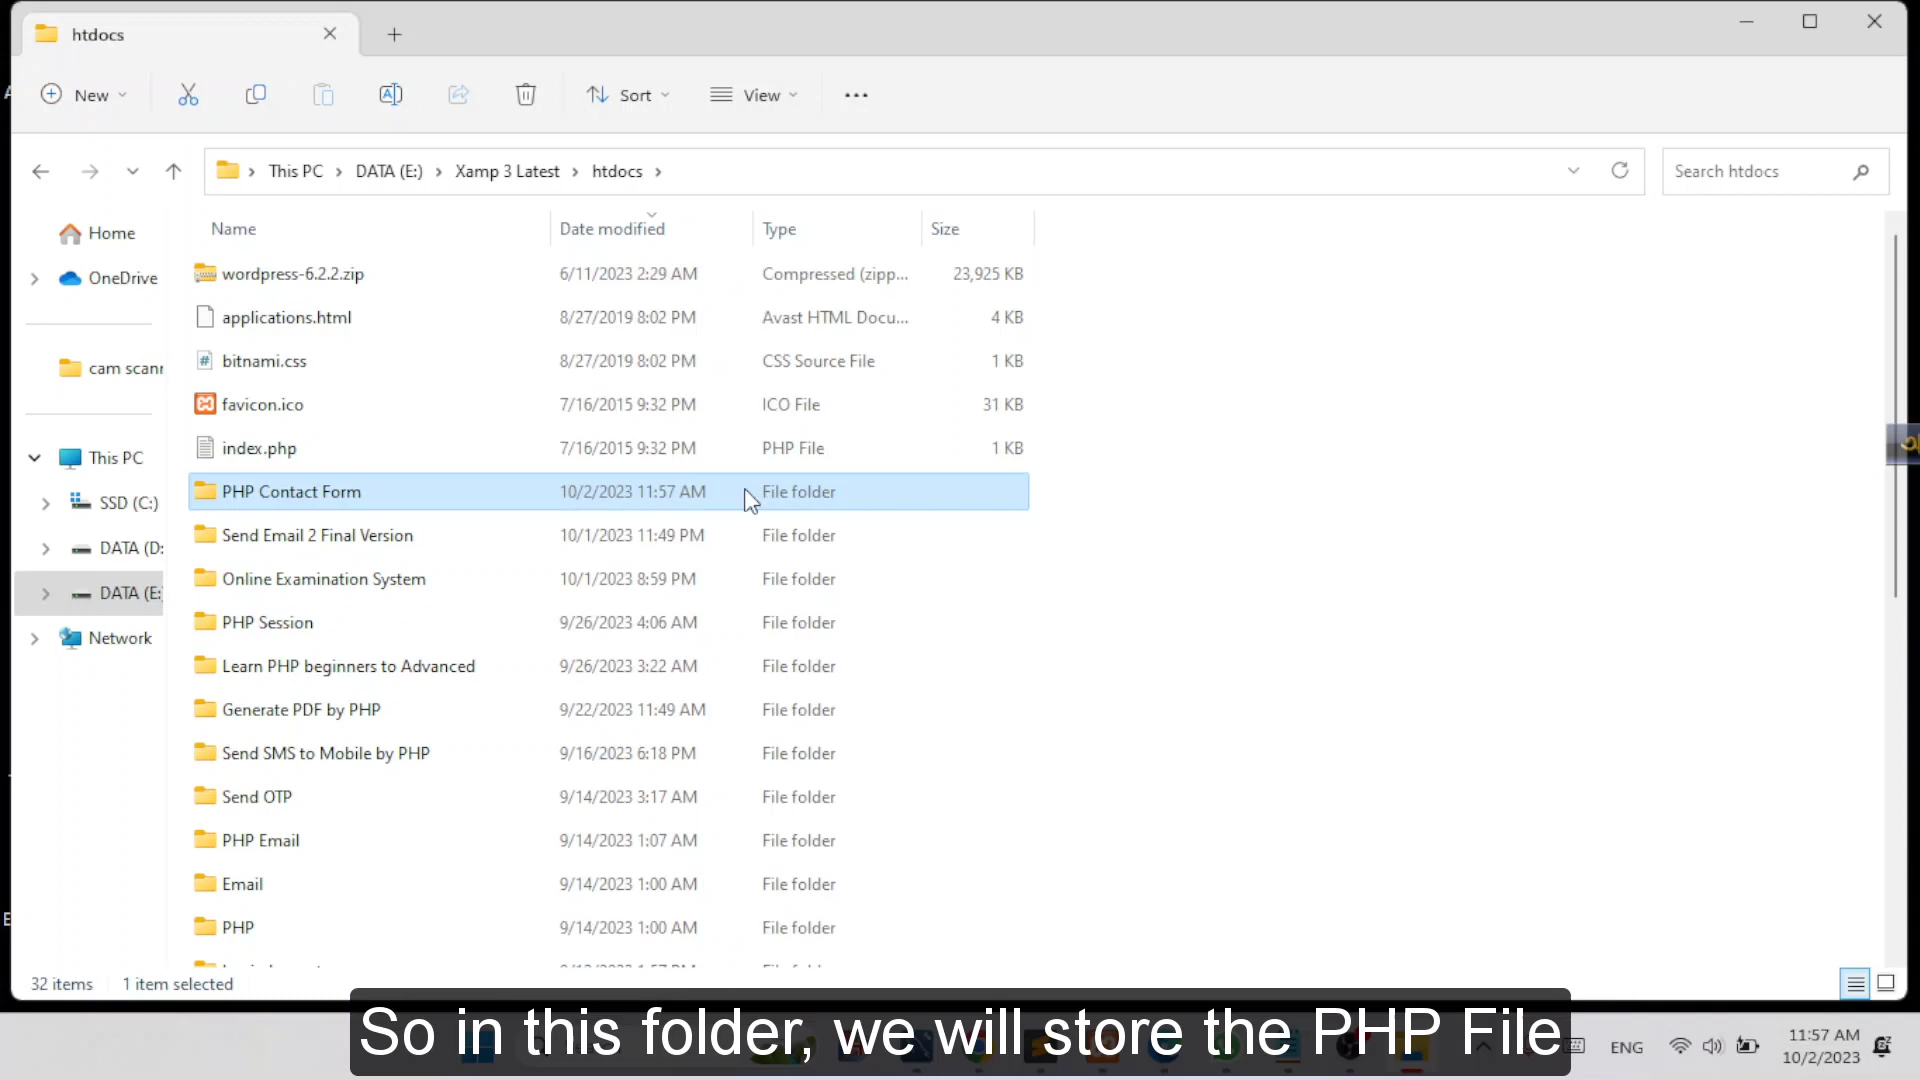 htdocs
New
Sort
View
This PC
DATA (E:)
Xamp 3 Latest
htdocs
Search htdocs
Home
OneDrive
cam scanr
This PC
SSD (C:)
DATA (D:
DATA (E:
Network
Name Date modified Type Size
wordpress-6.2.2.zip 6/11/2023 2:29 AM Compressed (zipp... 23,925 KB
applications.html 8/27/2019 8:02 PM Avast HTML Docu... 4 KB
bitnami.css 8/27/2019 8:02 PM CSS Source File 1 KB
favicon.ico 7/16/2015 9:32 PM ICO File 31 KB
index.php 7/16/2015 9:32 PM PHP File 1 KB
PHP Contact Form 10/2/2023 11:57 AM File folder
Send Email 2 Final Version 10/1/2023 11:49 PM File folder
Online Examination System 10/1/2023 8:59 PM File folder
PHP Session 9/26/2023 4:06 AM File folder
Learn PHP beginners to Advanced 9/26/2023 3:22 AM File folder
Generate PDF by PHP 9/22/2023 11:49 AM File folder
Send SMS to Mobile by PHP 9/16/2023 6:18 PM File folder
Send OTP 9/14/2023 3:17 AM File folder
PHP Email 9/14/2023 1:07 AM File folder
Email 9/14/2023 1:00 AM File folder
PHP 9/14/2023 1:00 AM File folder
32 items 1 item selected
So in this folder, we will store the PHP File
ENG
11:57 AM
10/2/2023